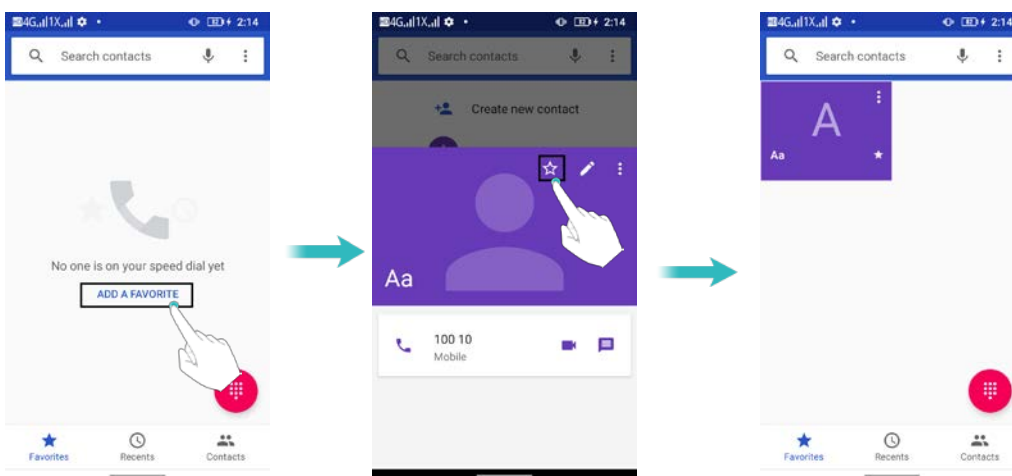 4G 1X 2:14
Search contacts
No one is on your speed dial yet
ADD A FAVORITE
Favorites Recents Contacts
4G 1X 2:14
Search contacts
Create new contact
Aa
100 10
Mobile
4G 1X 2:14
Search contacts
A
Aa
Favorites Recents Contacts